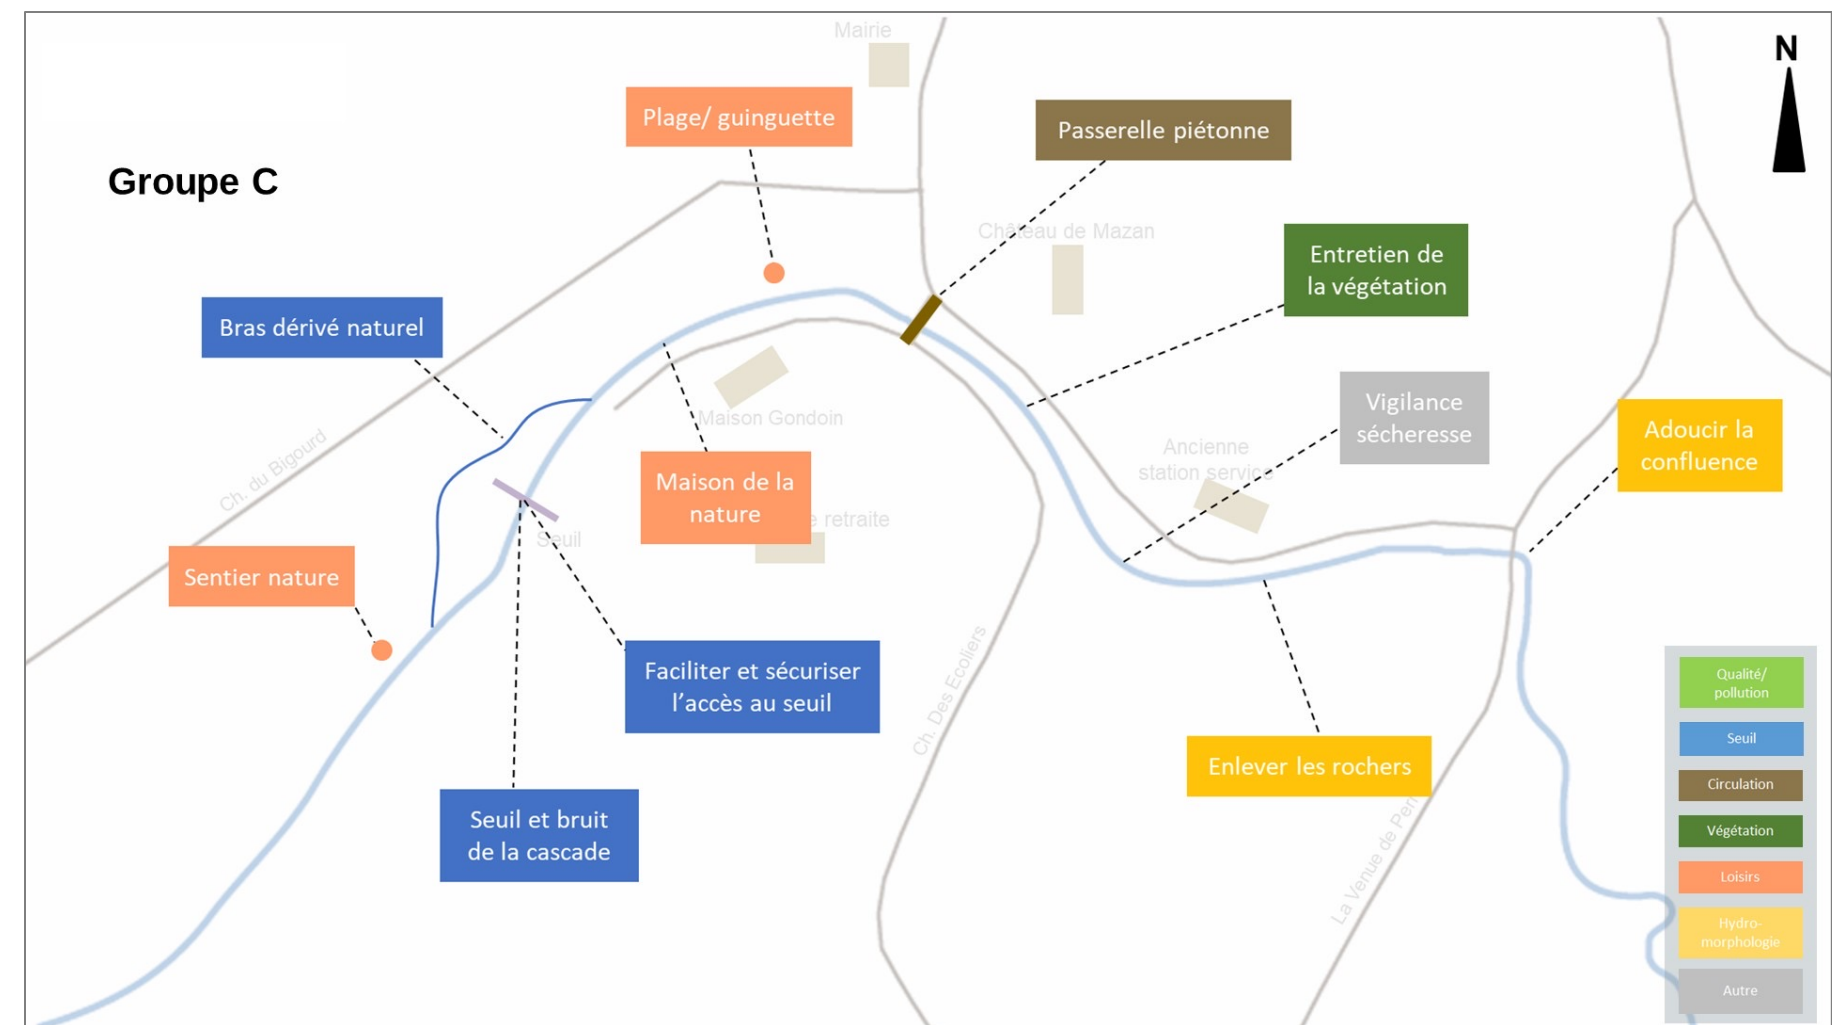 Mairie
N
Plage/ guinguette
Passerelle piétonne
Groupe C
Château de Mazan
Entretien de
la végétation
Bras dérivé naturel
Vigilance
sécheresse
Adoucir la
confluence
Maison Gondoin
Ch. du Bigourd
Ancienne
station service
Maison de la
nature
retraite
Seuil
Sentier nature
Faciliter et sécuriser
l'accès au seuil
Ch. Des Ecoliers
Enlever les rochers
Seuil et bruit
de la cascade
La Venue de
Qualité/
pollution
Seuil
Circulation
Végétation
Loisirs
Hydro-
morphologie
Autre